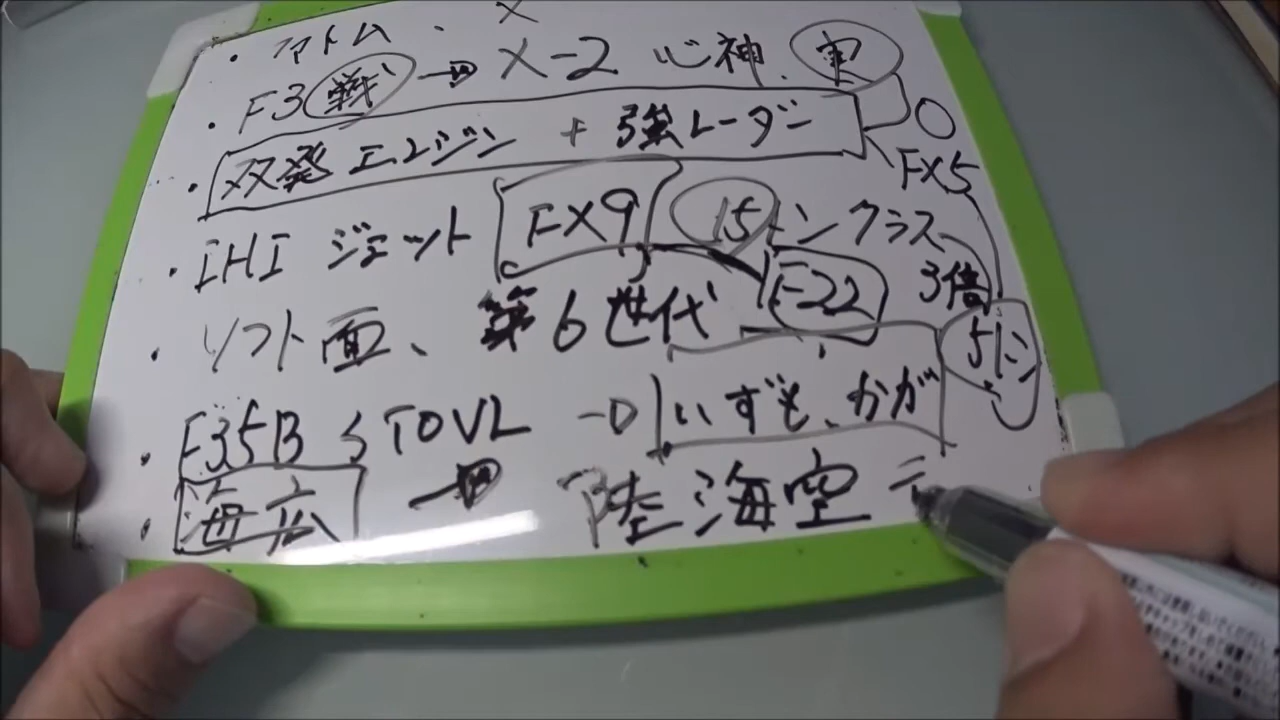 ・アトム、X
・F3 戦 → X-2 心神、実
・双発エンジン + 強レーダー ○
FX5
・IHI ジェット FX9 15トンクラス
F22 3倍
・ソフト面、第6世代 5トン
・F35B STOVL → いずも、かが
・海広 → 陸海空